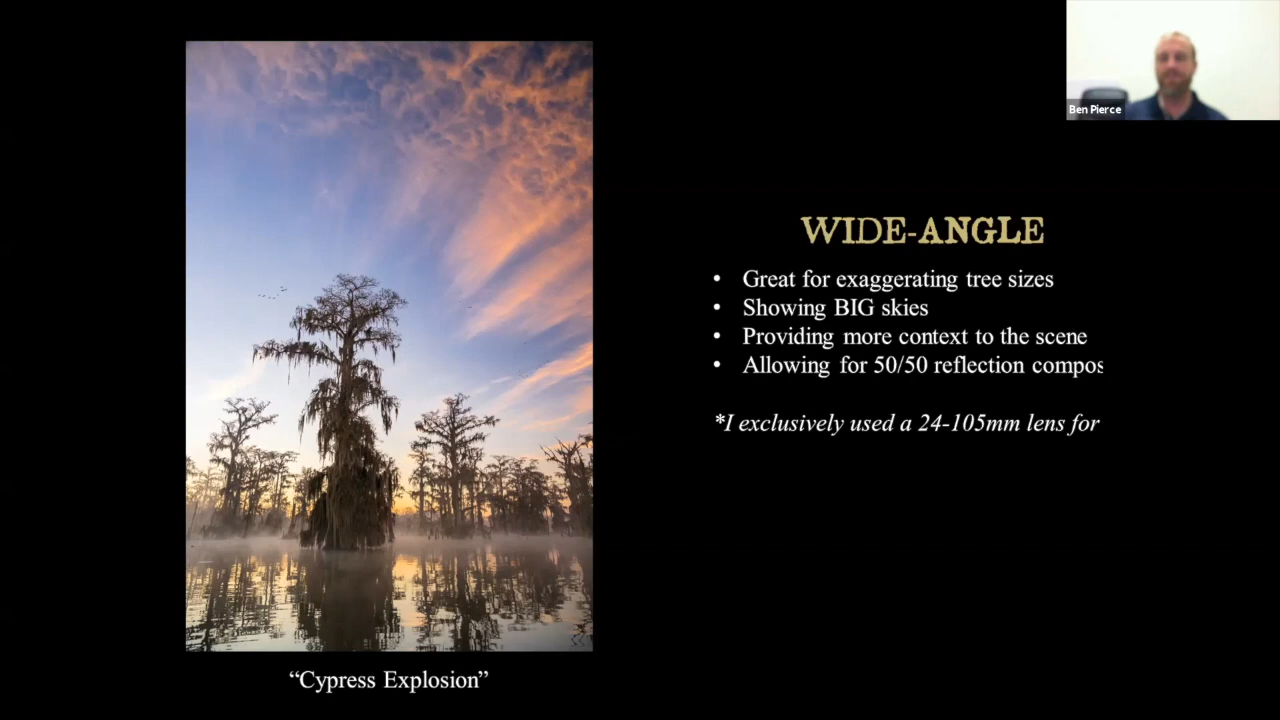 Ben Pierce
WIDE-ANGLE
• Great for exaggerating tree sizes
• Showing BIG skies
• Providing more context to the scene
• Allowing for 50/50 reflection compos
*I exclusively used a 24-105mm lens for
“Cypress Explosion”